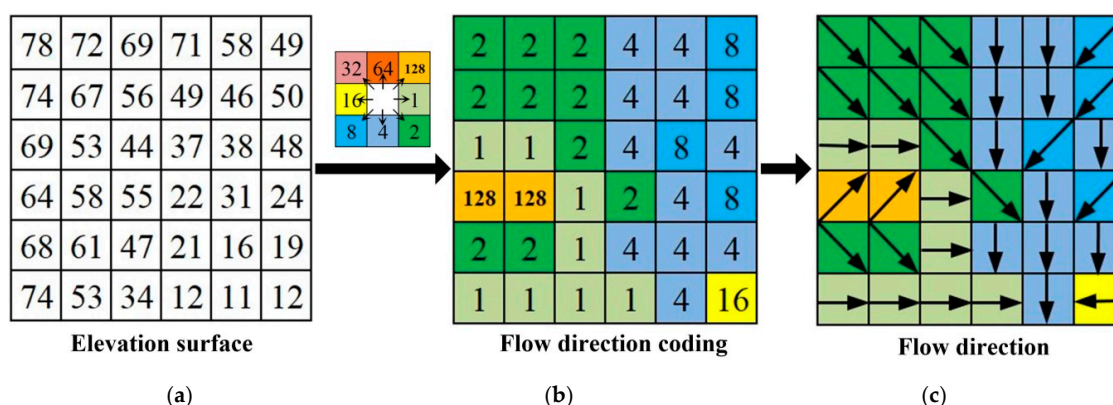 78 72 69 71 58 49
74 67 56 49 46 50
69 53 44 37 38 48
64 58 55 22 31 24
68 61 47 21 16 19
74 53 34 12 11 12
Elevation surface
(a)
32 64 128
16 1
8 4 2
2 2 2 4 4 8
2 2 2 4 4 8
1 1 2 4 8 4
128 128 1 2 4 8
2 2 1 4 4 4
1 1 1 1 4 16
Flow direction coding
(b)
Flow direction
(c)